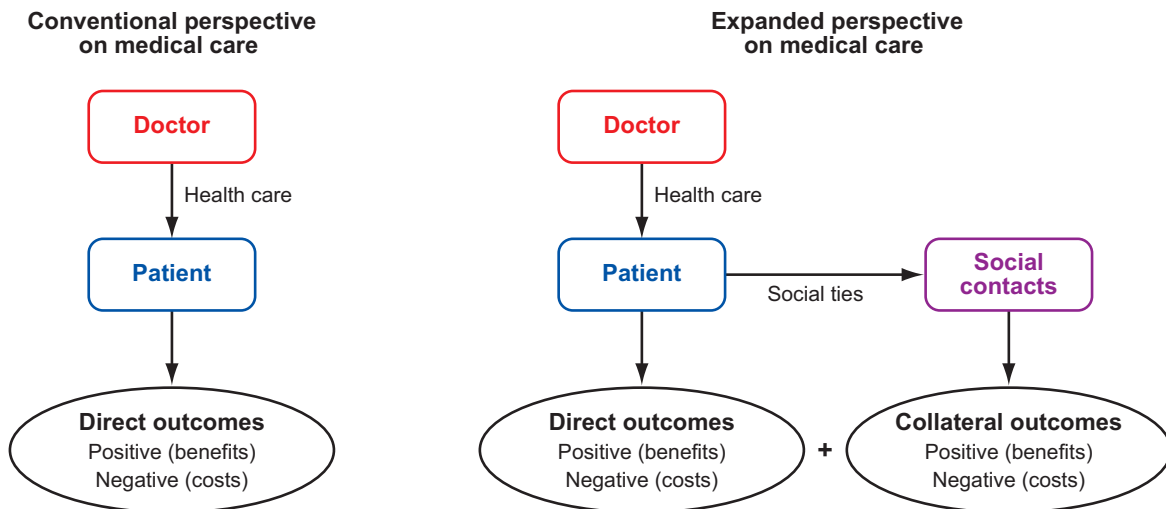 Conventional perspective
on medical care
Doctor
Health care
Patient
Direct outcomes
Positive (benefits)
Negative (costs)
Expanded perspective
on medical care
Doctor
Health care
Patient
Social ties
Social
contacts
Direct outcomes
Positive (benefits)
Negative (costs)
+
Collateral outcomes
Positive (benefits)
Negative (costs)